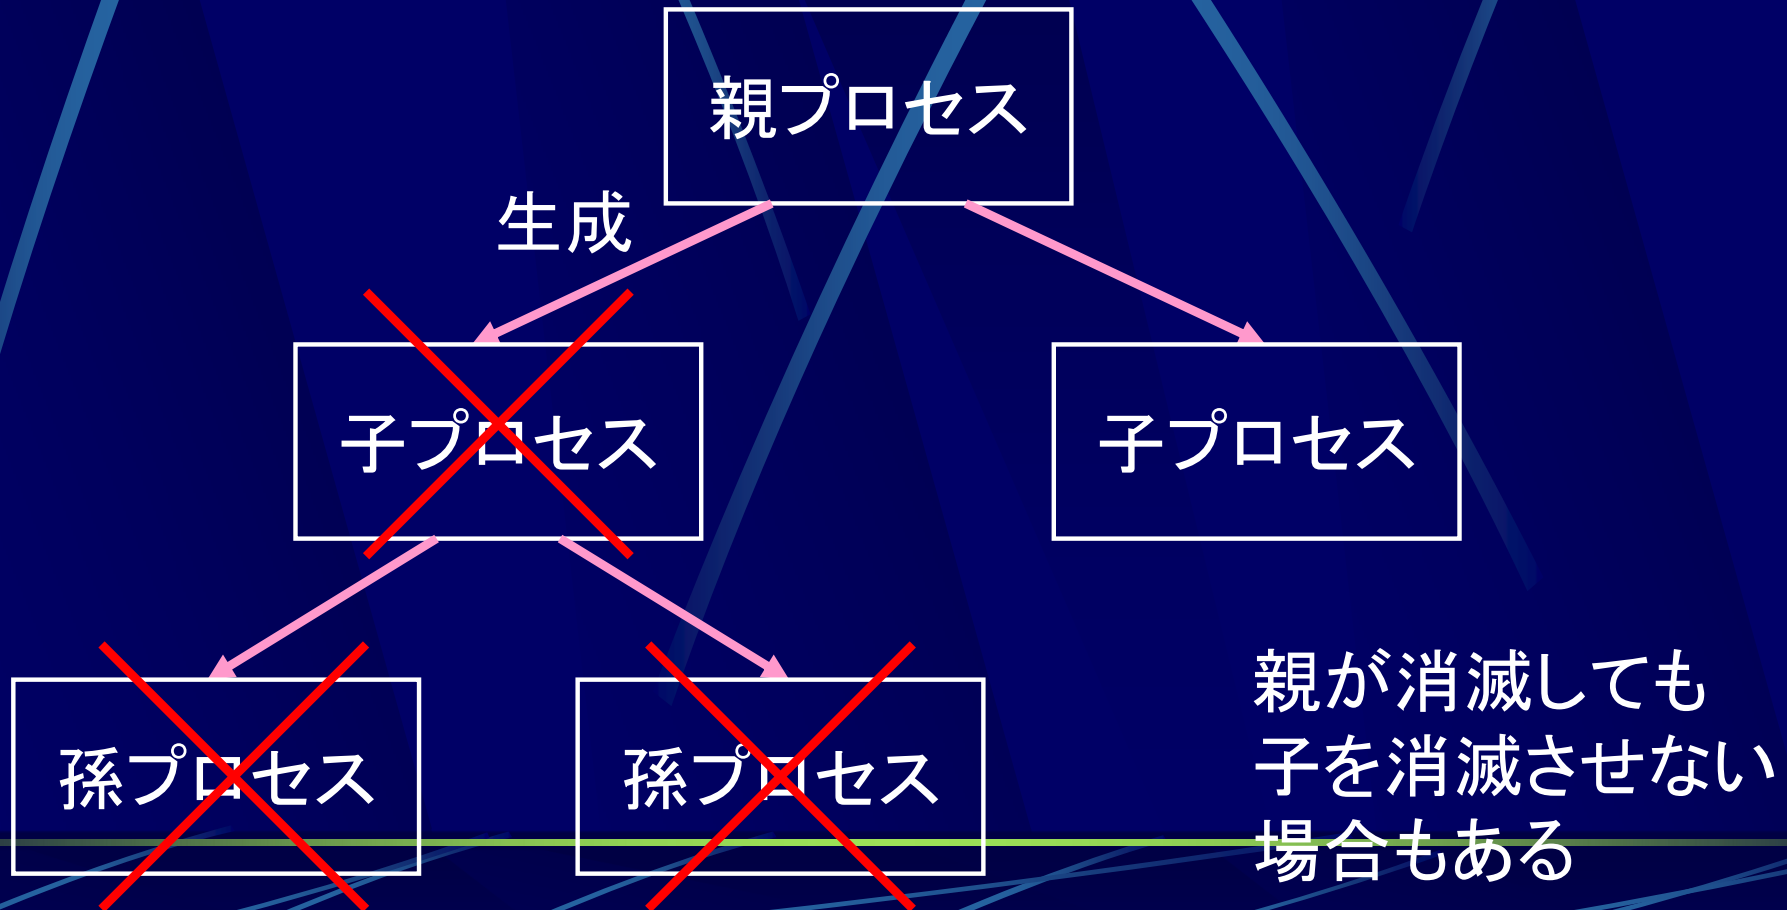 親プロセス
生成
子プロセス
子プロセス
孫プロセス
孫プロセス
親が消滅しても
子を消滅させない
場合もある